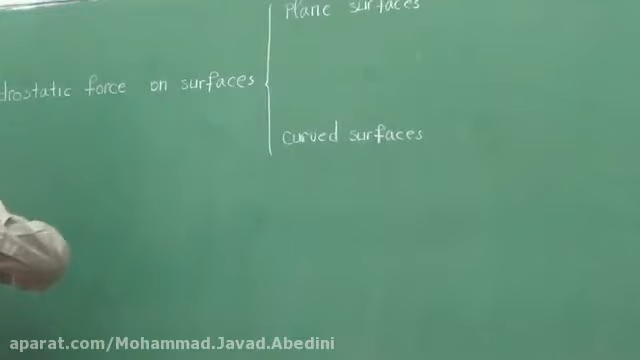 Plane surfaces
drostatic force on surfaces
curved surfaces
aparat.com/Mohammad.Javad.Abedini